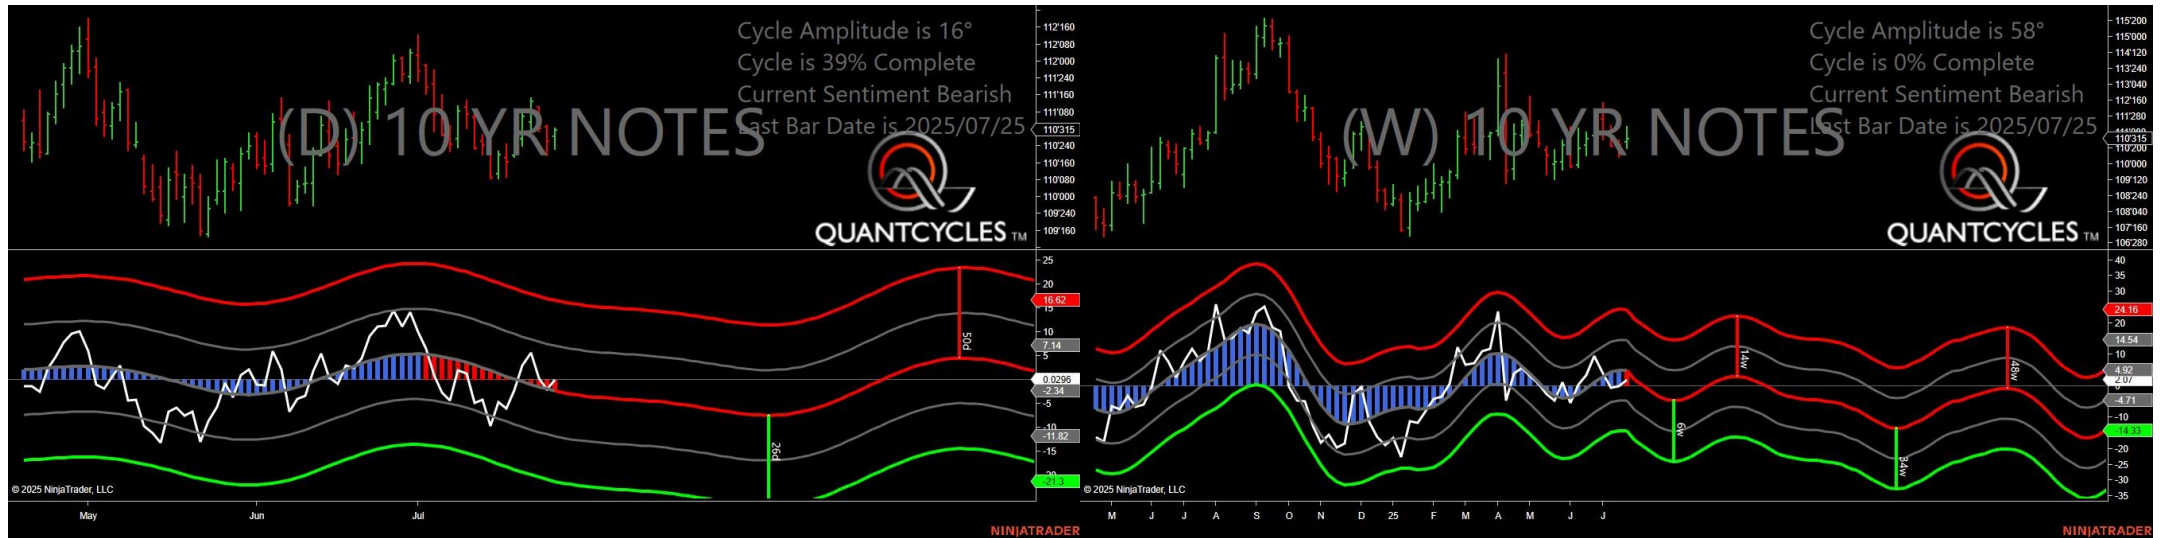 Cycle Amplitude is 16°
Cycle is 39% Complete
Current Sentiment Bearish
Last Bar Date is 2025/07/25
(D) 10 YR NOTES
QUANTCYCLES TM
112'160
112'080
112'000
111'240
111'160
111'080
110'315
110'240
110'160
110'080
110'000
109'240
109'160
25
20
16.62
15
10
7.14
5
0.0296
-2.34
-5
-10
-11.82
-15
-20
-21.3
50d
26d
© 2025 NinjaTrader, LLC
May
Jun
Jul
NINJATRADER
Cycle Amplitude is 58°
Cycle is 0% Complete
Current Sentiment Bearish
Last Bar Date is 2025/07/25
(W) 10 YR NOTES
QUANTCYCLES TM
115'200
115'000
114'120
113'240
113'040
112'160
111'280
110'315
110'200
110'000
109'120
108'240
108'040
107'160
106'280
40
35
30
24.16
20
14.54
10
4.92
2.07
-4.71
-10
-14.33
-20
-25
-30
-35
14w
48w
6w
34w
© 2025 NinjaTrader, LLC
M
J
J
A
S
O
N
D
25
F
M
A
M
J
J
NINJATRADER